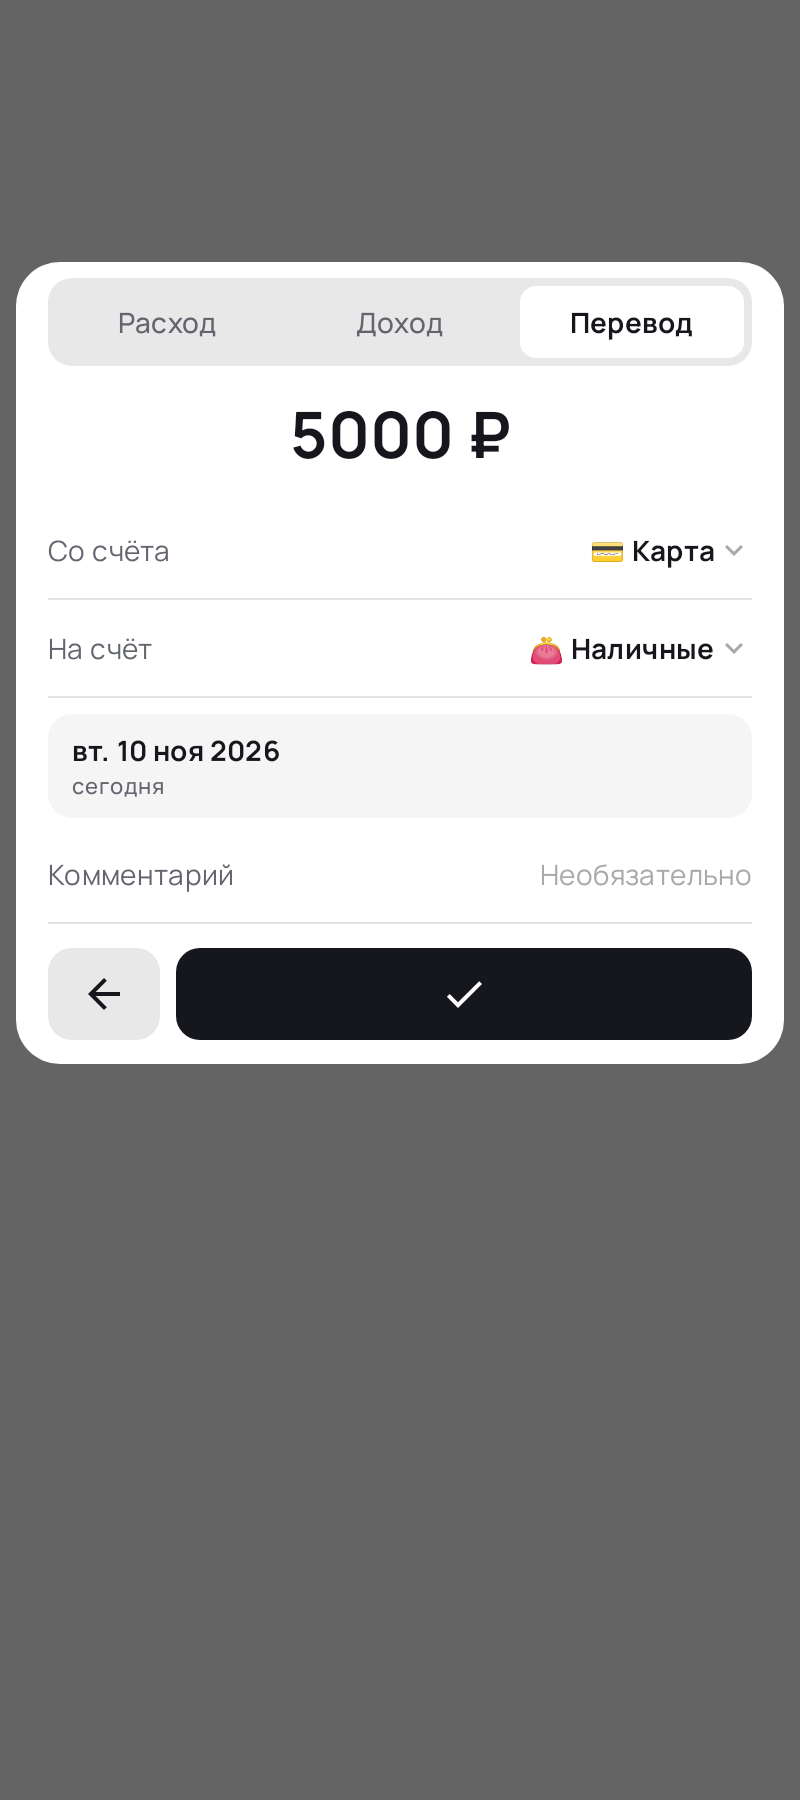 Расход Доход Перевод
5000 ₽
Со счёта 💳 Карта
На счёт 👛 Наличные
вт. 10 ноя 2026
сегодня
Комментарий Необязательно